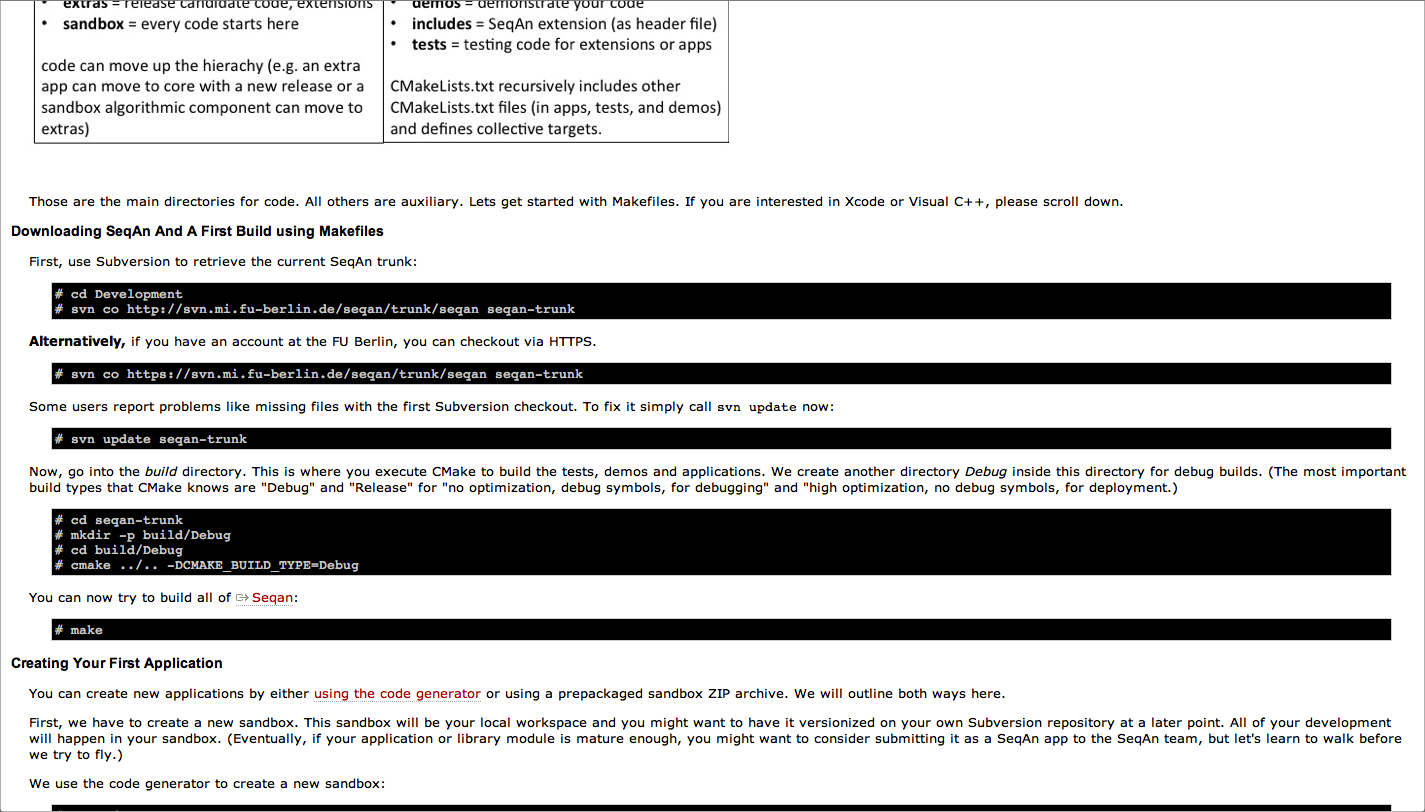 • extras = release candidate code, extensions
• sandbox = every code starts here
code can move up the hierachy (e.g. an extra
app can move to core with a new release or a
sandbox algorithmic component can move to
extras)
• demos = demonstrate your code
• includes = SeqAn extension (as header file)
• tests = testing code for extensions or apps
CMakeLists.txt recursively includes other
CMakeLists.txt files (in apps, tests, and demos)
and defines collective targets.
Those are the main directories for code. All others are auxiliary. Lets get started with Makefiles. If you are interested in Xcode or Visual C++, please scroll down.
Downloading SeqAn And A First Build using Makefiles
First, use Subversion to retrieve the current SeqAn trunk:
# cd Development
# svn co http://svn.mi.fu-berlin.de/seqan/trunk/seqan seqan-trunk
Alternatively, if you have an account at the FU Berlin, you can checkout via HTTPS.
# svn co https://svn.mi.fu-berlin.de/seqan/trunk/seqan seqan-trunk
Some users report problems like missing files with the first Subversion checkout. To fix it simply call svn update now:
# svn update seqan-trunk
Now, go into the build directory. This is where you execute CMake to build the tests, demos and applications. We create another directory Debug inside this directory for debug builds. (The most important
build types that CMake knows are "Debug" and "Release" for "no optimization, debug symbols, for debugging" and "high optimization, no debug symbols, for deployment.)
# cd seqan-trunk
# mkdir -p build/Debug
# cd build/Debug
# cmake ../.. -DCMAKE_BUILD_TYPE=Debug
You can now try to build all of Seqan:
# make
Creating Your First Application
You can create new applications by either using the code generator or using a prepackaged sandbox ZIP archive. We will outline both ways here.
First, we have to create a new sandbox. This sandbox will be your local workspace and you might want to have it versionized on your own Subversion repository at a later point. All of your development
will happen in your sandbox. (Eventually, if your application or library module is mature enough, you might want to consider submitting it as a SeqAn app to the SeqAn team, but let's learn to walk before
we try to fly.)
We use the code generator to create a new sandbox: